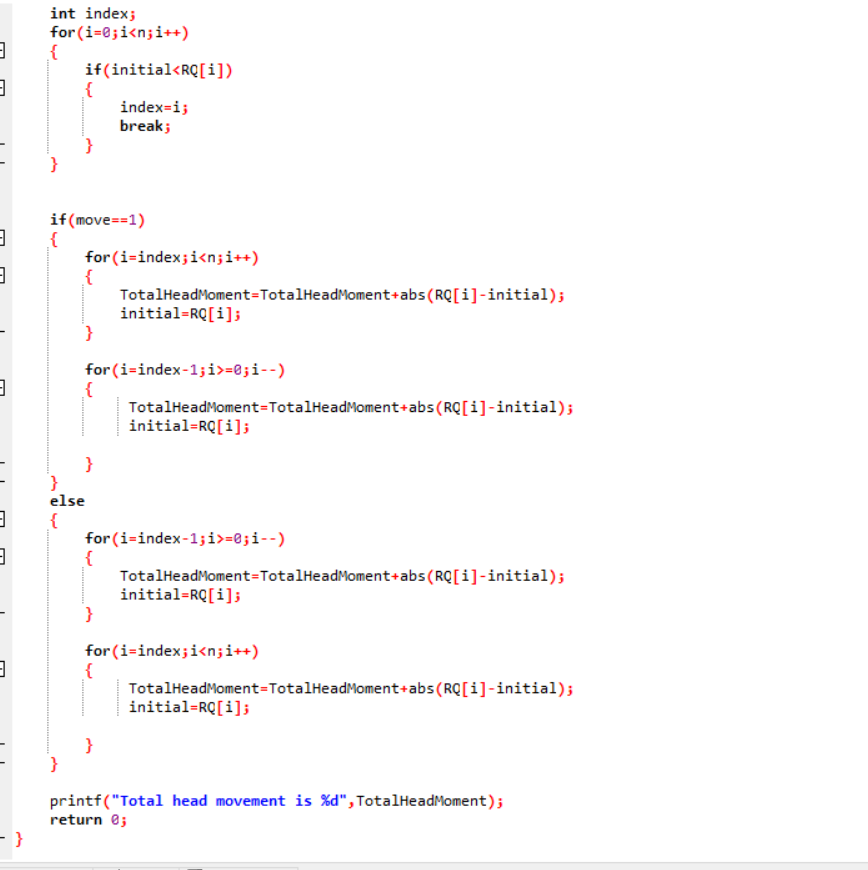 int index;
for(i=0;i<n;i++)
{
if(initial<RQ[i])
{
index=i;
break;
}
}
if(move==1)
{
for(i=index;i<n;i++)
{
TotalHeadMoment=TotalHeadMoment+abs(RQ[i]-initial);
initial=RQ[i];
}
for(i=index-1;i>=0;i--)
{
TotalHeadMoment=TotalHeadMoment+abs(RQ[i]-initial);
initial=RQ[i];
}
}
else
{
for(i=index-1;i>=0;i--)
{
TotalHeadMoment=TotalHeadMoment+abs(RQ[i]-initial);
initial=RQ[i];
}
for(i=index;i<n;i++)
{
TotalHeadMoment=TotalHeadMoment+abs(RQ[i]-initial);
initial=RQ[i];
}
}
printf("Total head movement is %d",TotalHeadMoment);
return 0;
}